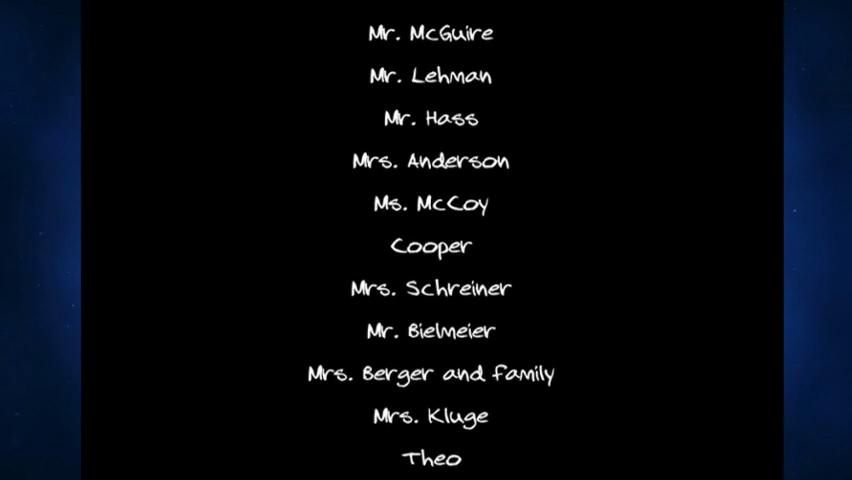 Mr. McGuire
Mr. Lehman
Mr. Hass
Mrs. Anderson
Ms. McCoy
Cooper
Mrs. Schreiner
Mr. Bielmeier
Mrs. Berger and family
Mrs. Kluge
Theo